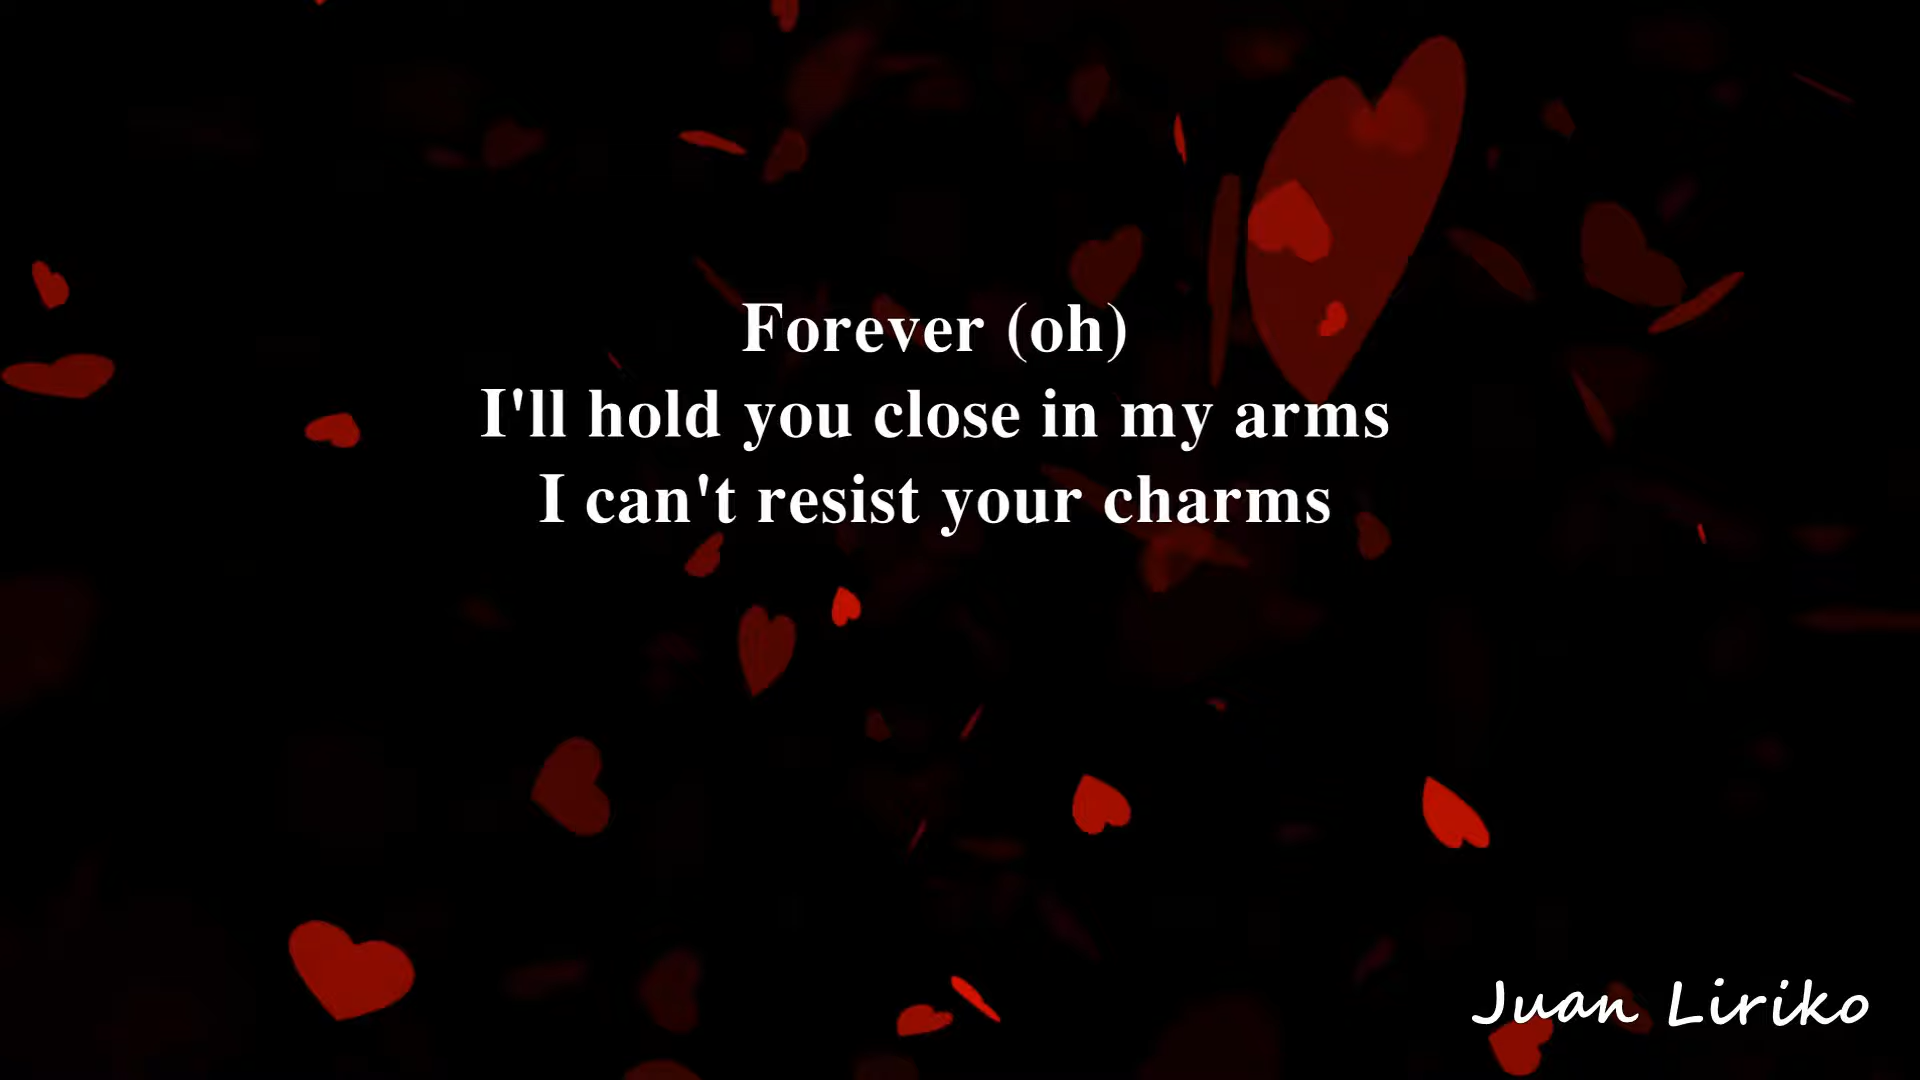 Forever (oh)
I'll hold you close in my arms
I can't resist your charms
Juan Liriko